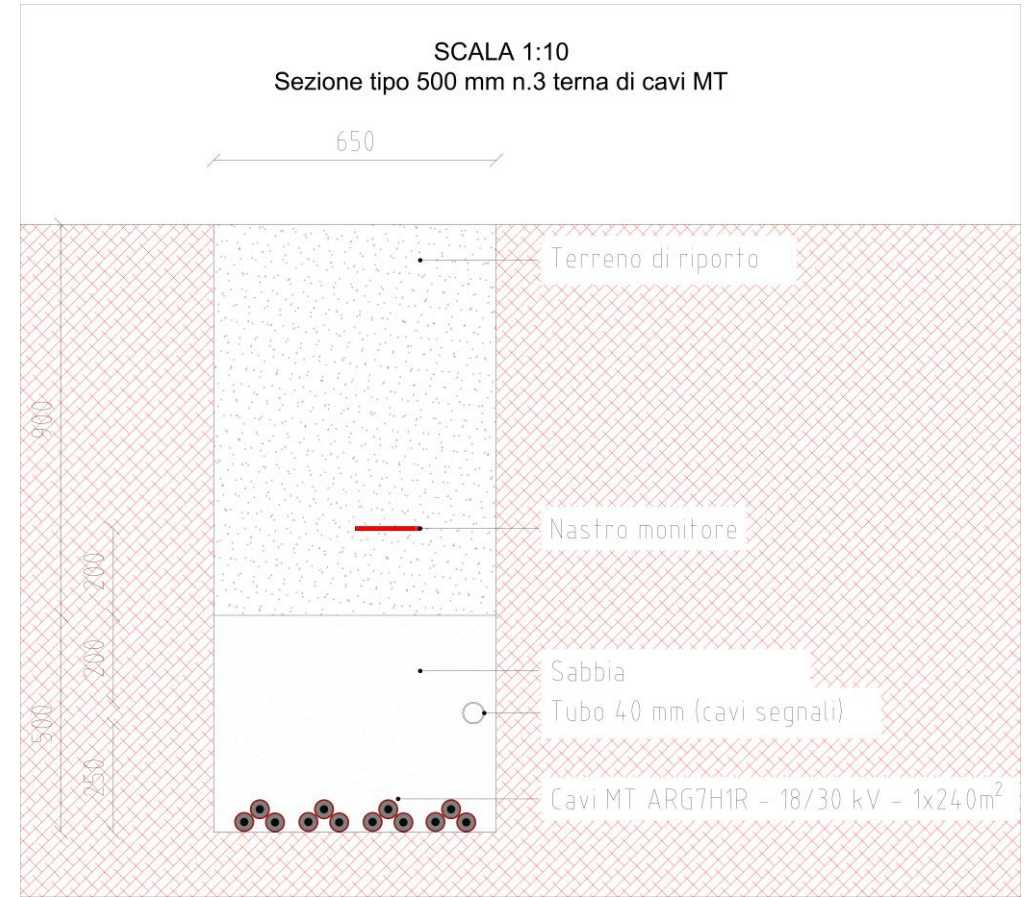 SCALA 1:10
Sezione tipo 500 mm n.3 terna di cavi MT
650
Terreno di riporto
900
Nastro monitore
200
200
Sabbia
Tubo 40 mm (cavi segnali)
500
250
Cavi MT ARG7H1R - 18/30 kV - 1x240m²